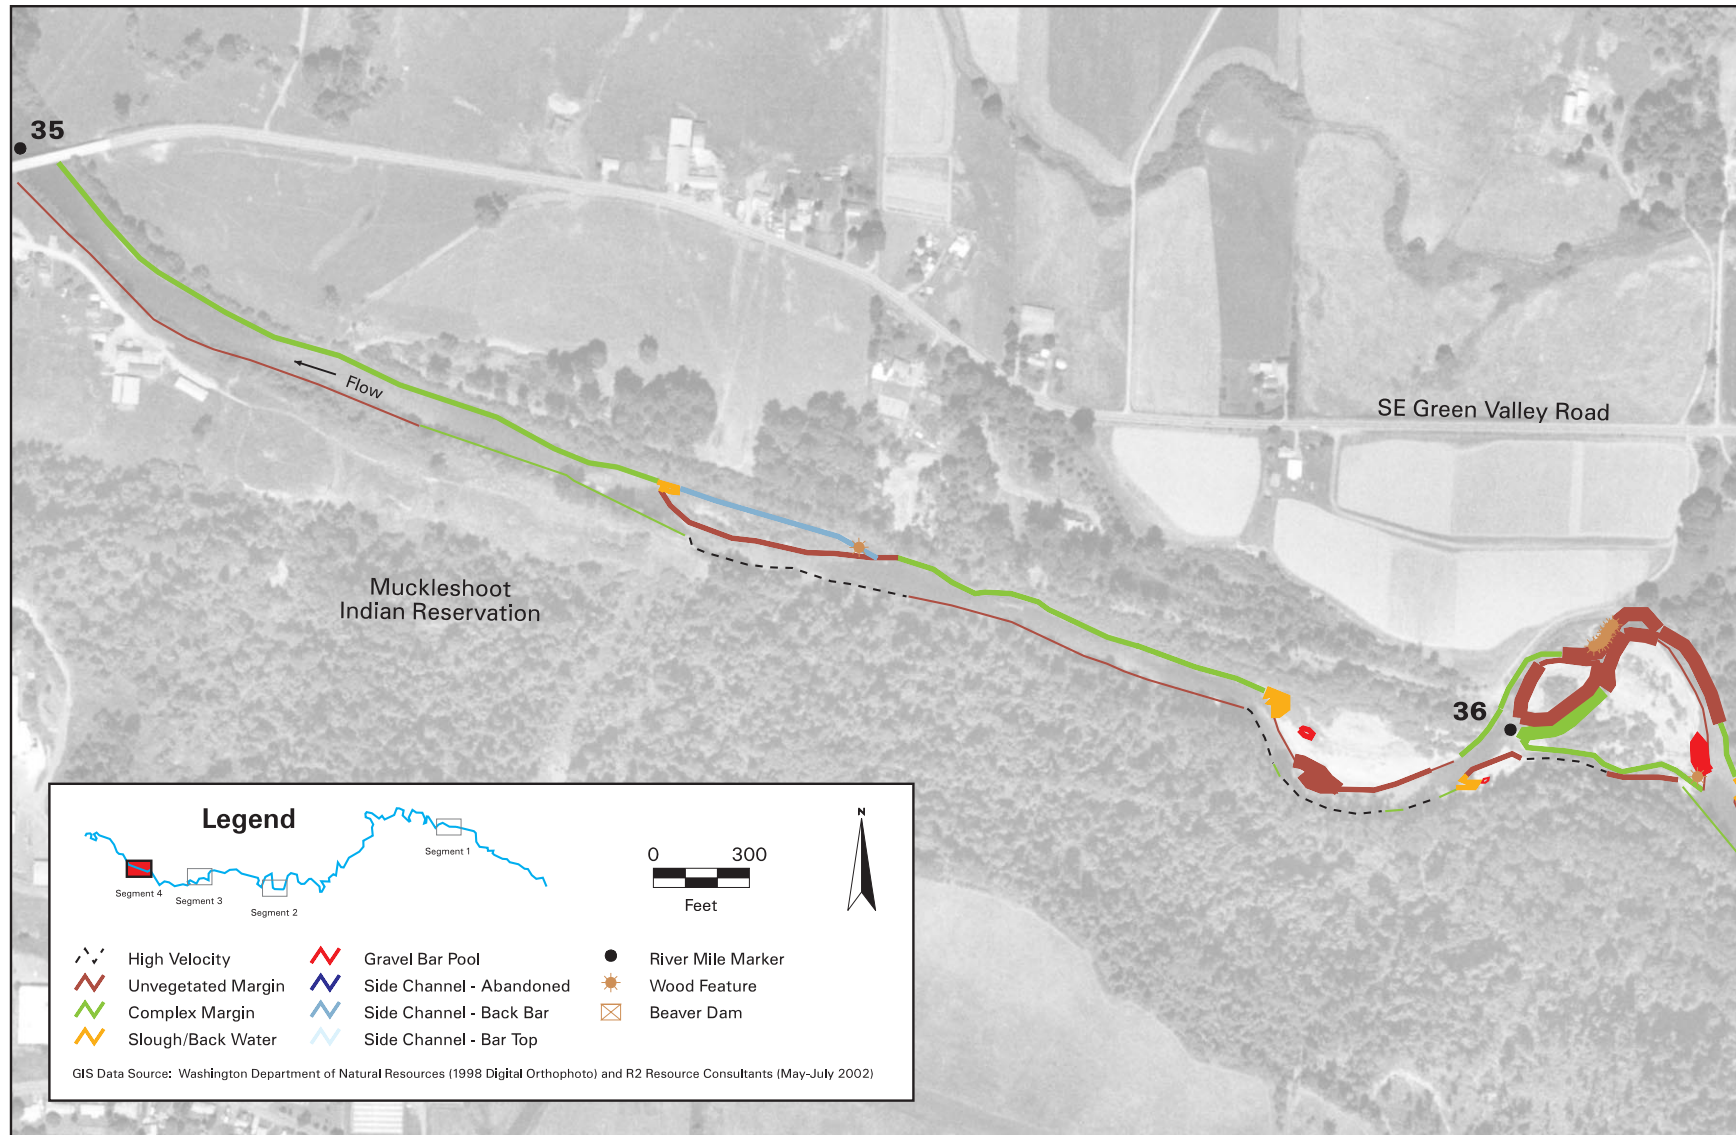 35
Flow
SE Green Valley Road
Muckleshoot
Indian Reservation
36
Legend
Segment 1
Segment 4
Segment 3
Segment 2
0 300
Feet
N
High Velocity
Unvegetated Margin
Complex Margin
Slough/Back Water
Gravel Bar Pool
Side Channel - Abandoned
Side Channel - Back Bar
Side Channel - Bar Top
River Mile Marker
Wood Feature
Beaver Dam
GIS Data Source: Washington Department of Natural Resources (1998 Digital Orthophoto) and R2 Resource Consultants (May-July 2002)